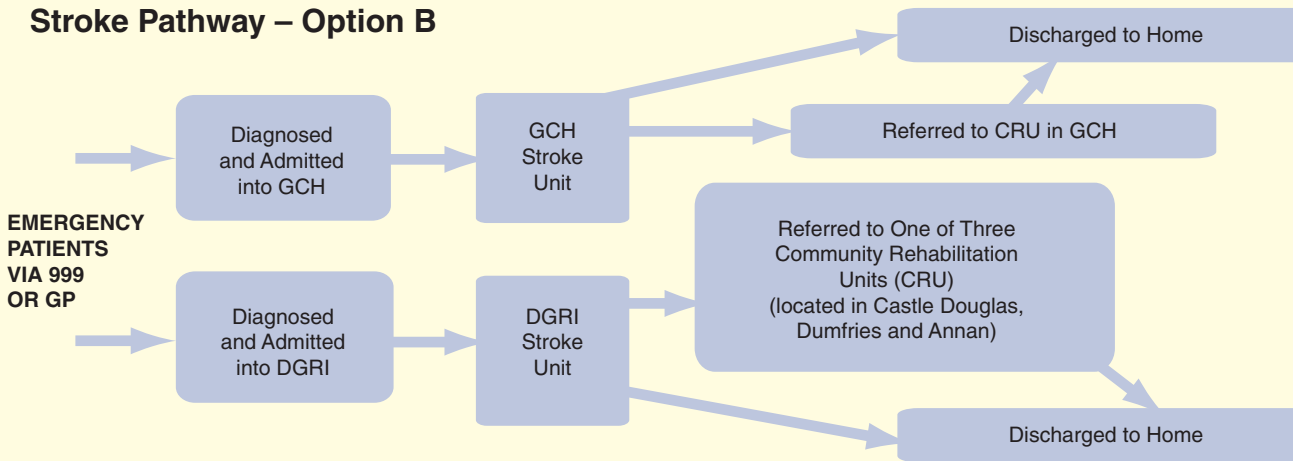 Stroke Pathway – Option B
EMERGENCY
PATIENTS
VIA 999
OR GP
Diagnosed
and Admitted
into GCH
GCH
Stroke
Unit
Discharged to Home
Referred to CRU in GCH
Diagnosed
and Admitted
into DGRI
DGRI
Stroke
Unit
Referred to One of Three
Community Rehabilitation
Units (CRU)
(located in Castle Douglas,
Dumfries and Annan)
Discharged to Home